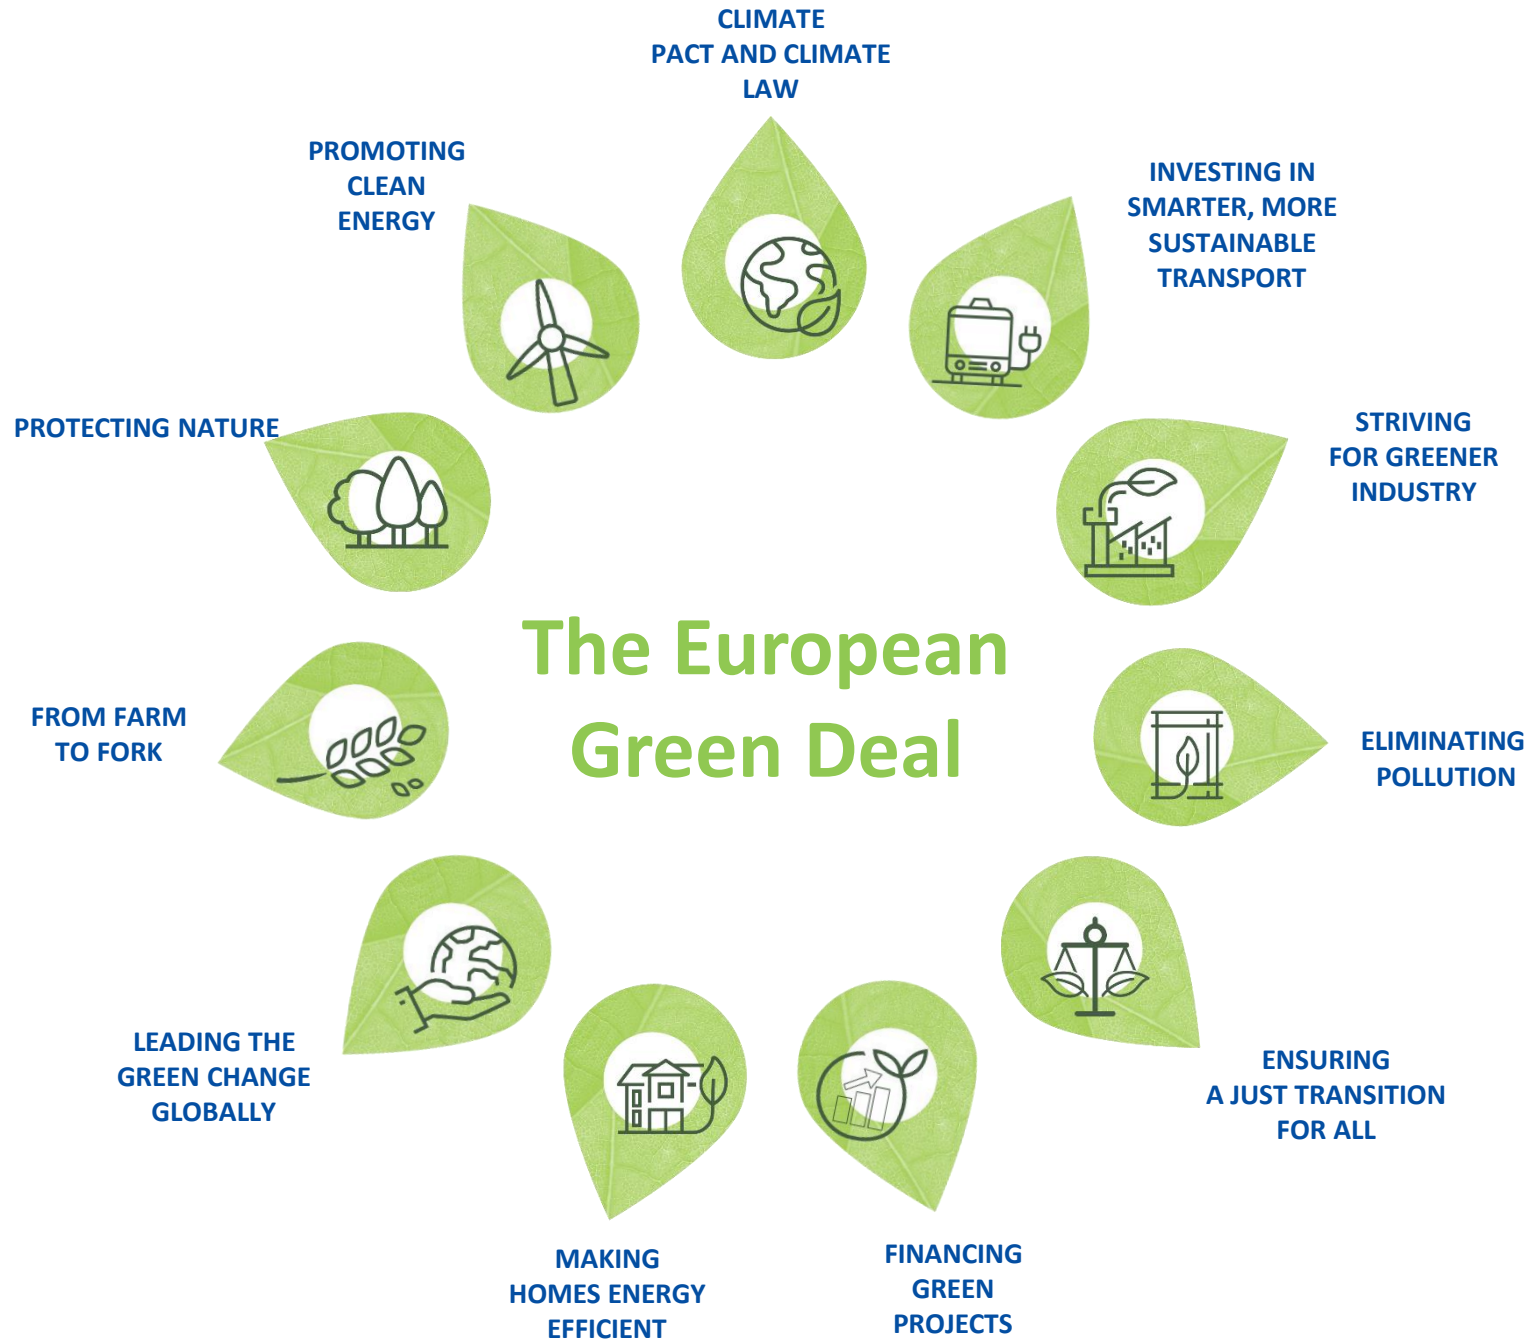 CLIMATE
PACT AND CLIMATE
LAW
PROMOTING
CLEAN
ENERGY
INVESTING IN
SMARTER, MORE
SUSTAINABLE
TRANSPORT
PROTECTING NATURE
STRIVING
FOR GREENER
INDUSTRY
The European
Green Deal
FROM FARM
TO FORK
ELIMINATING
POLLUTION
LEADING THE
GREEN CHANGE
GLOBALLY
ENSURING
A JUST TRANSITION
FOR ALL
MAKING
HOMES ENERGY
EFFICIENT
FINANCING
GREEN
PROJECTS